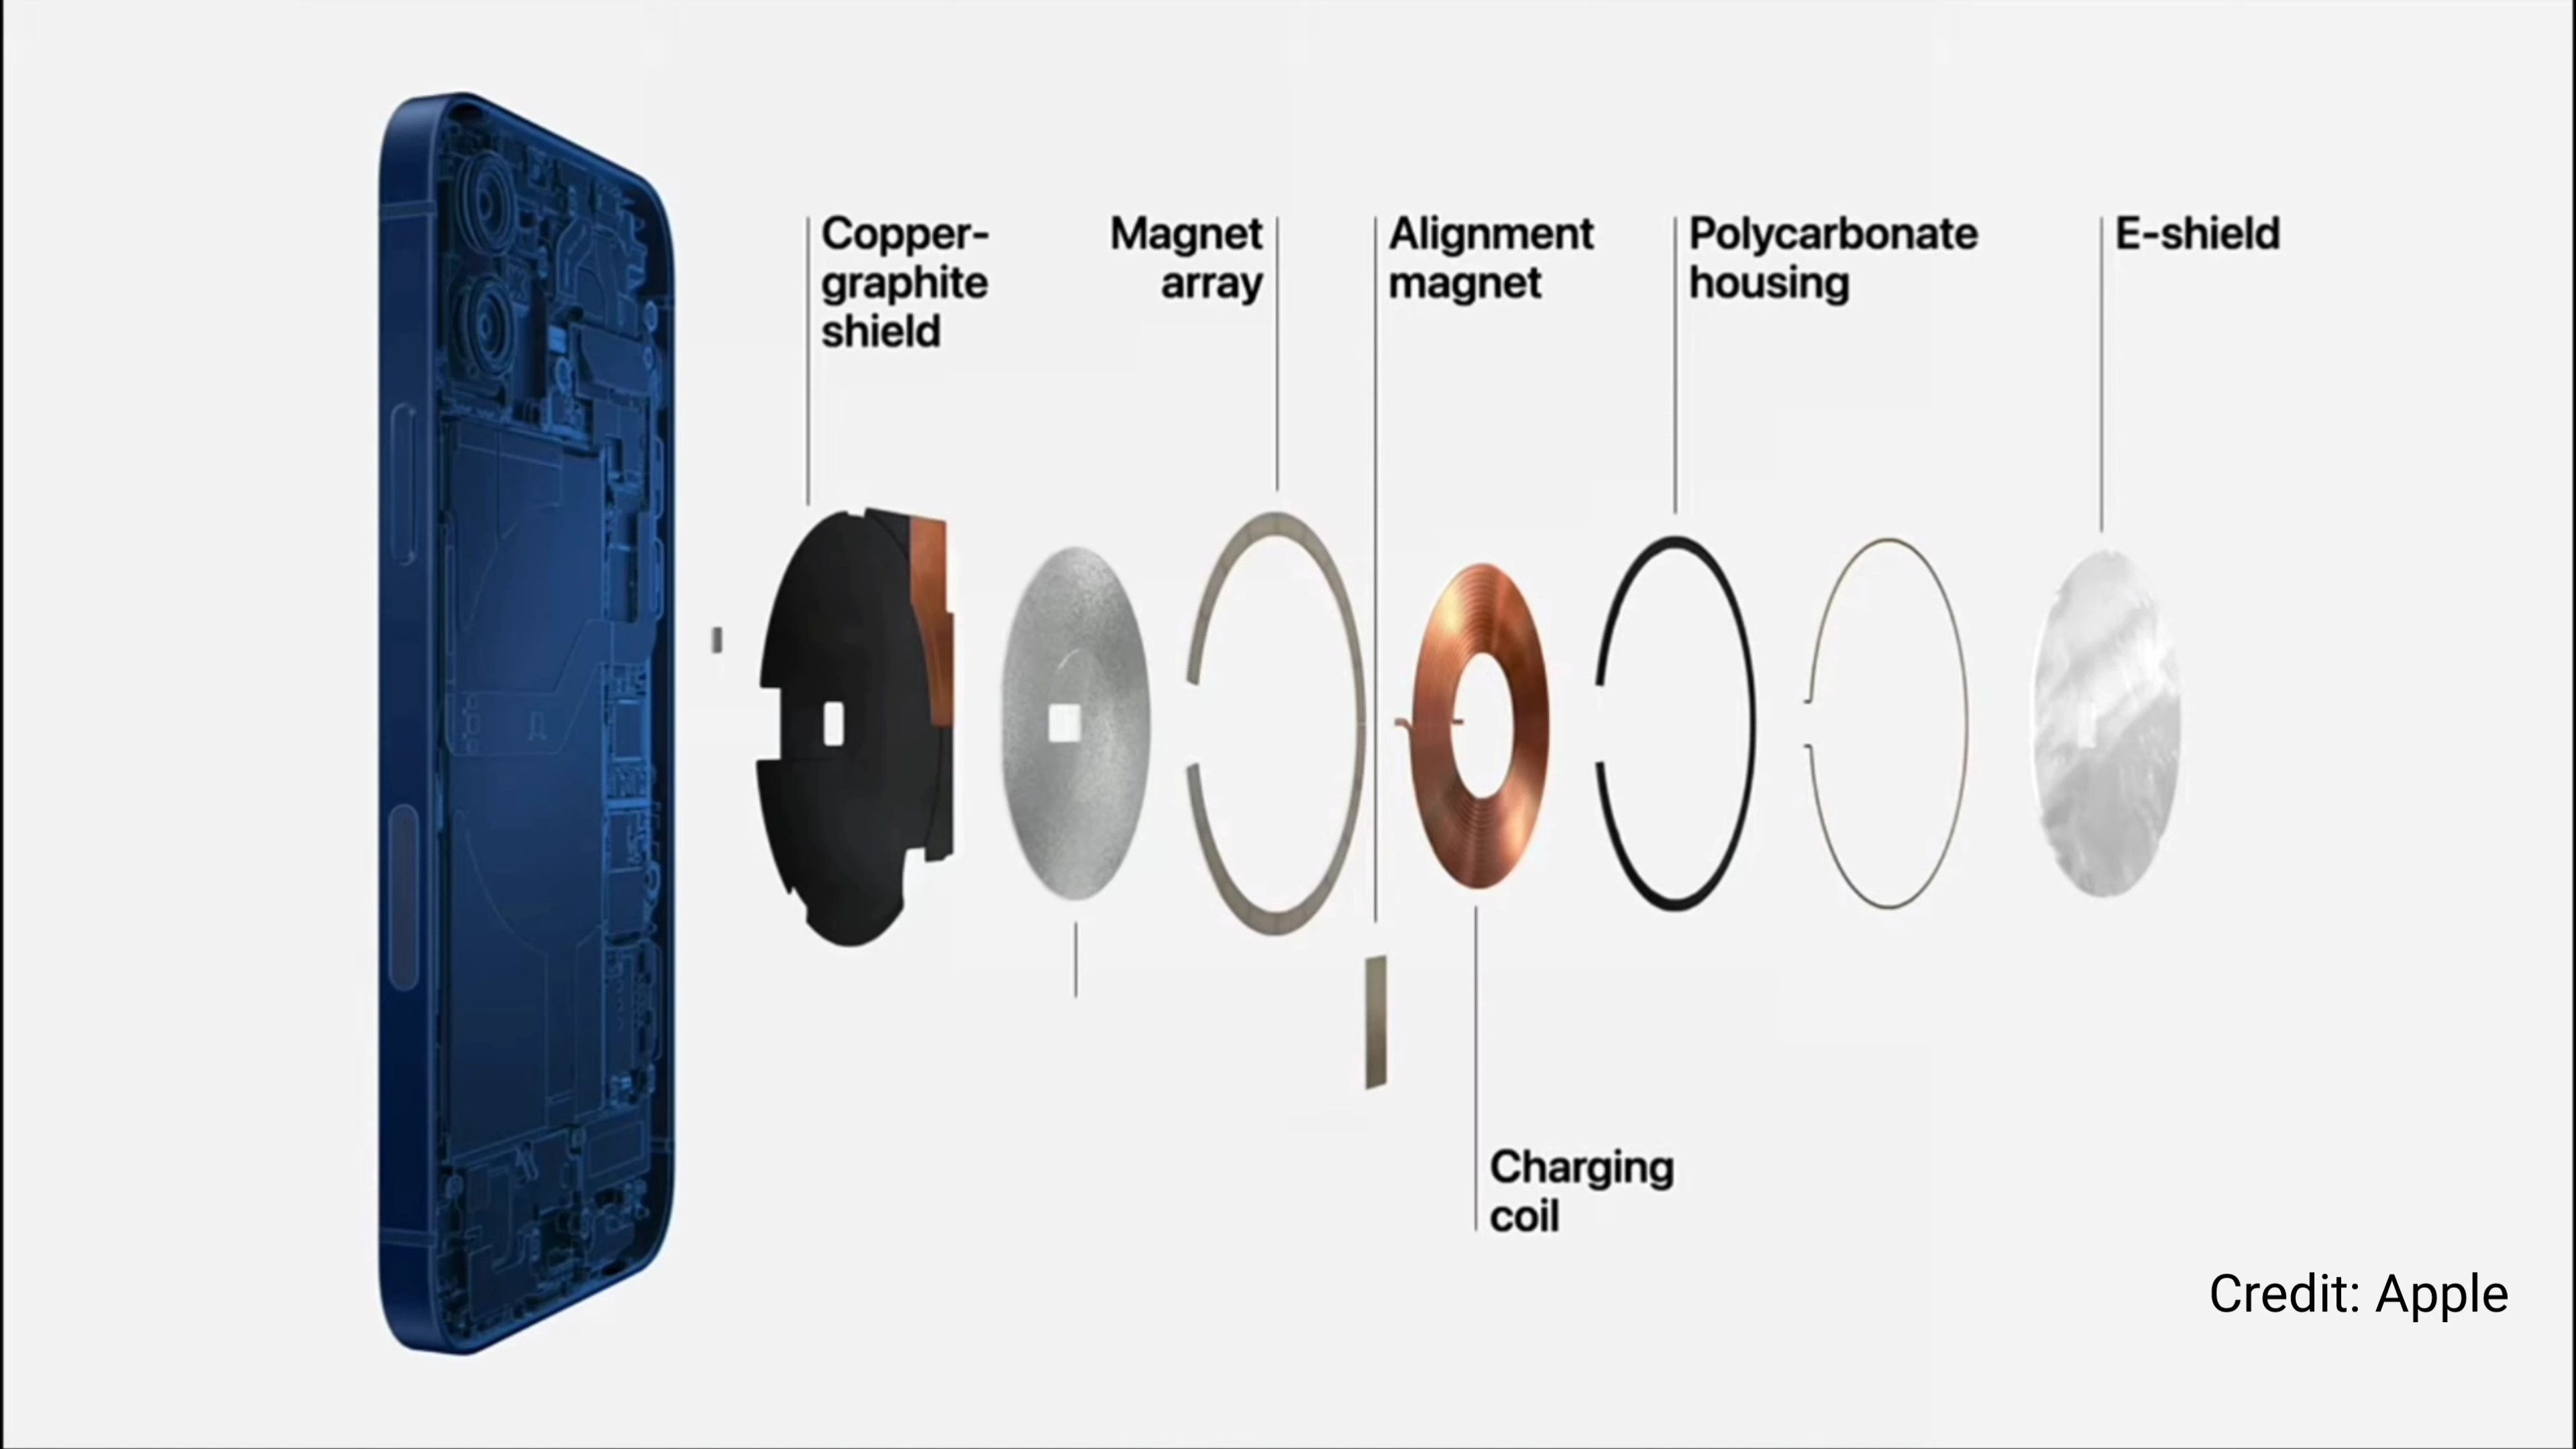 Copper-
graphite
shield
Magnet
array
Alignment
magnet
Polycarbonate
housing
E-shield
Charging
coil
Credit: Apple